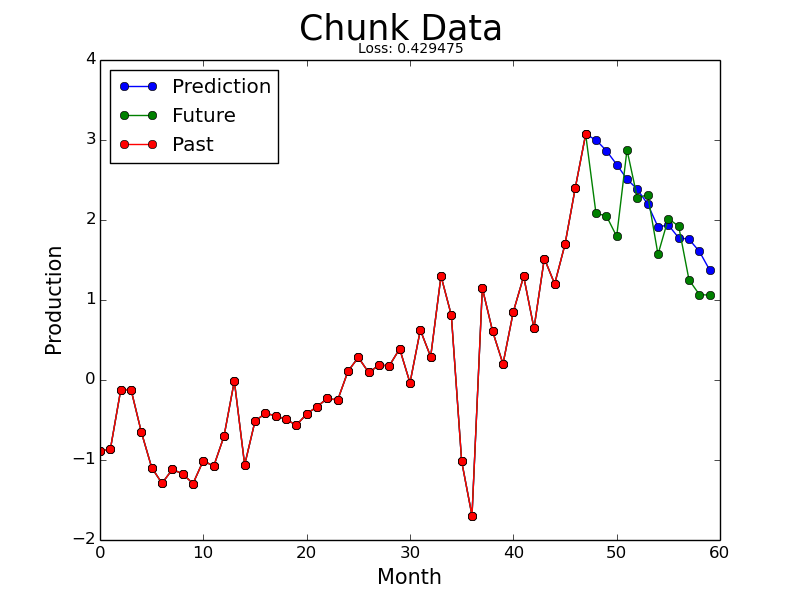 Chunk Data
Loss: 0.429475
4
3
2
1
0
−1
−2
Production
Prediction
Future
Past
0 10 20 30 40 50 60
Month